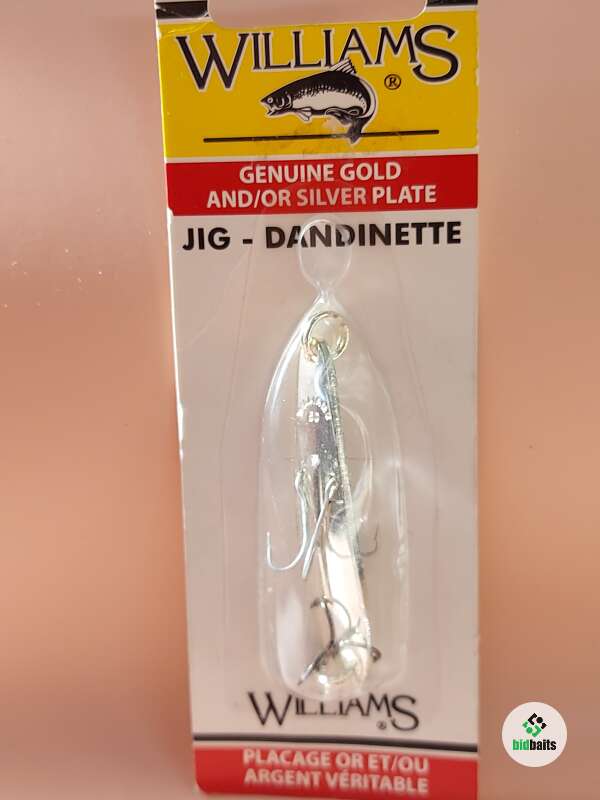 WILLIAMS
®
GENUINE GOLD
AND/OR SILVER PLATE
JIG - DANDINETTE
WILLIAMS
®
PLACAGE OR ET/OU
ARGENT VÉRITABLE
bidbaits